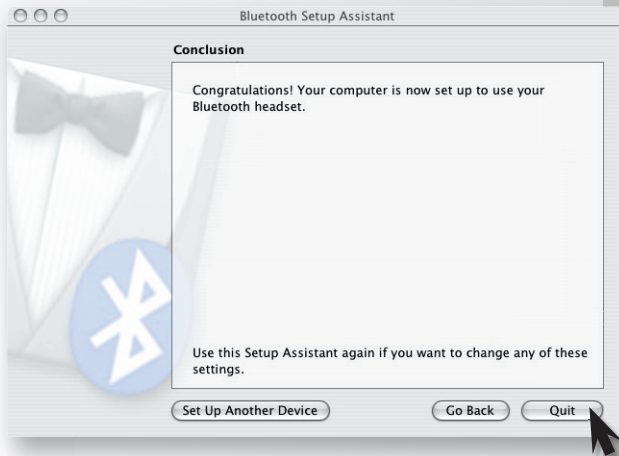 Bluetooth Setup Assistant
Conclusion
Congratulations! Your computer is now set up to use your
Bluetooth headset.
Use this Setup Assistant again if you want to change any of these
settings.
Set Up Another Device
Go Back
Quit